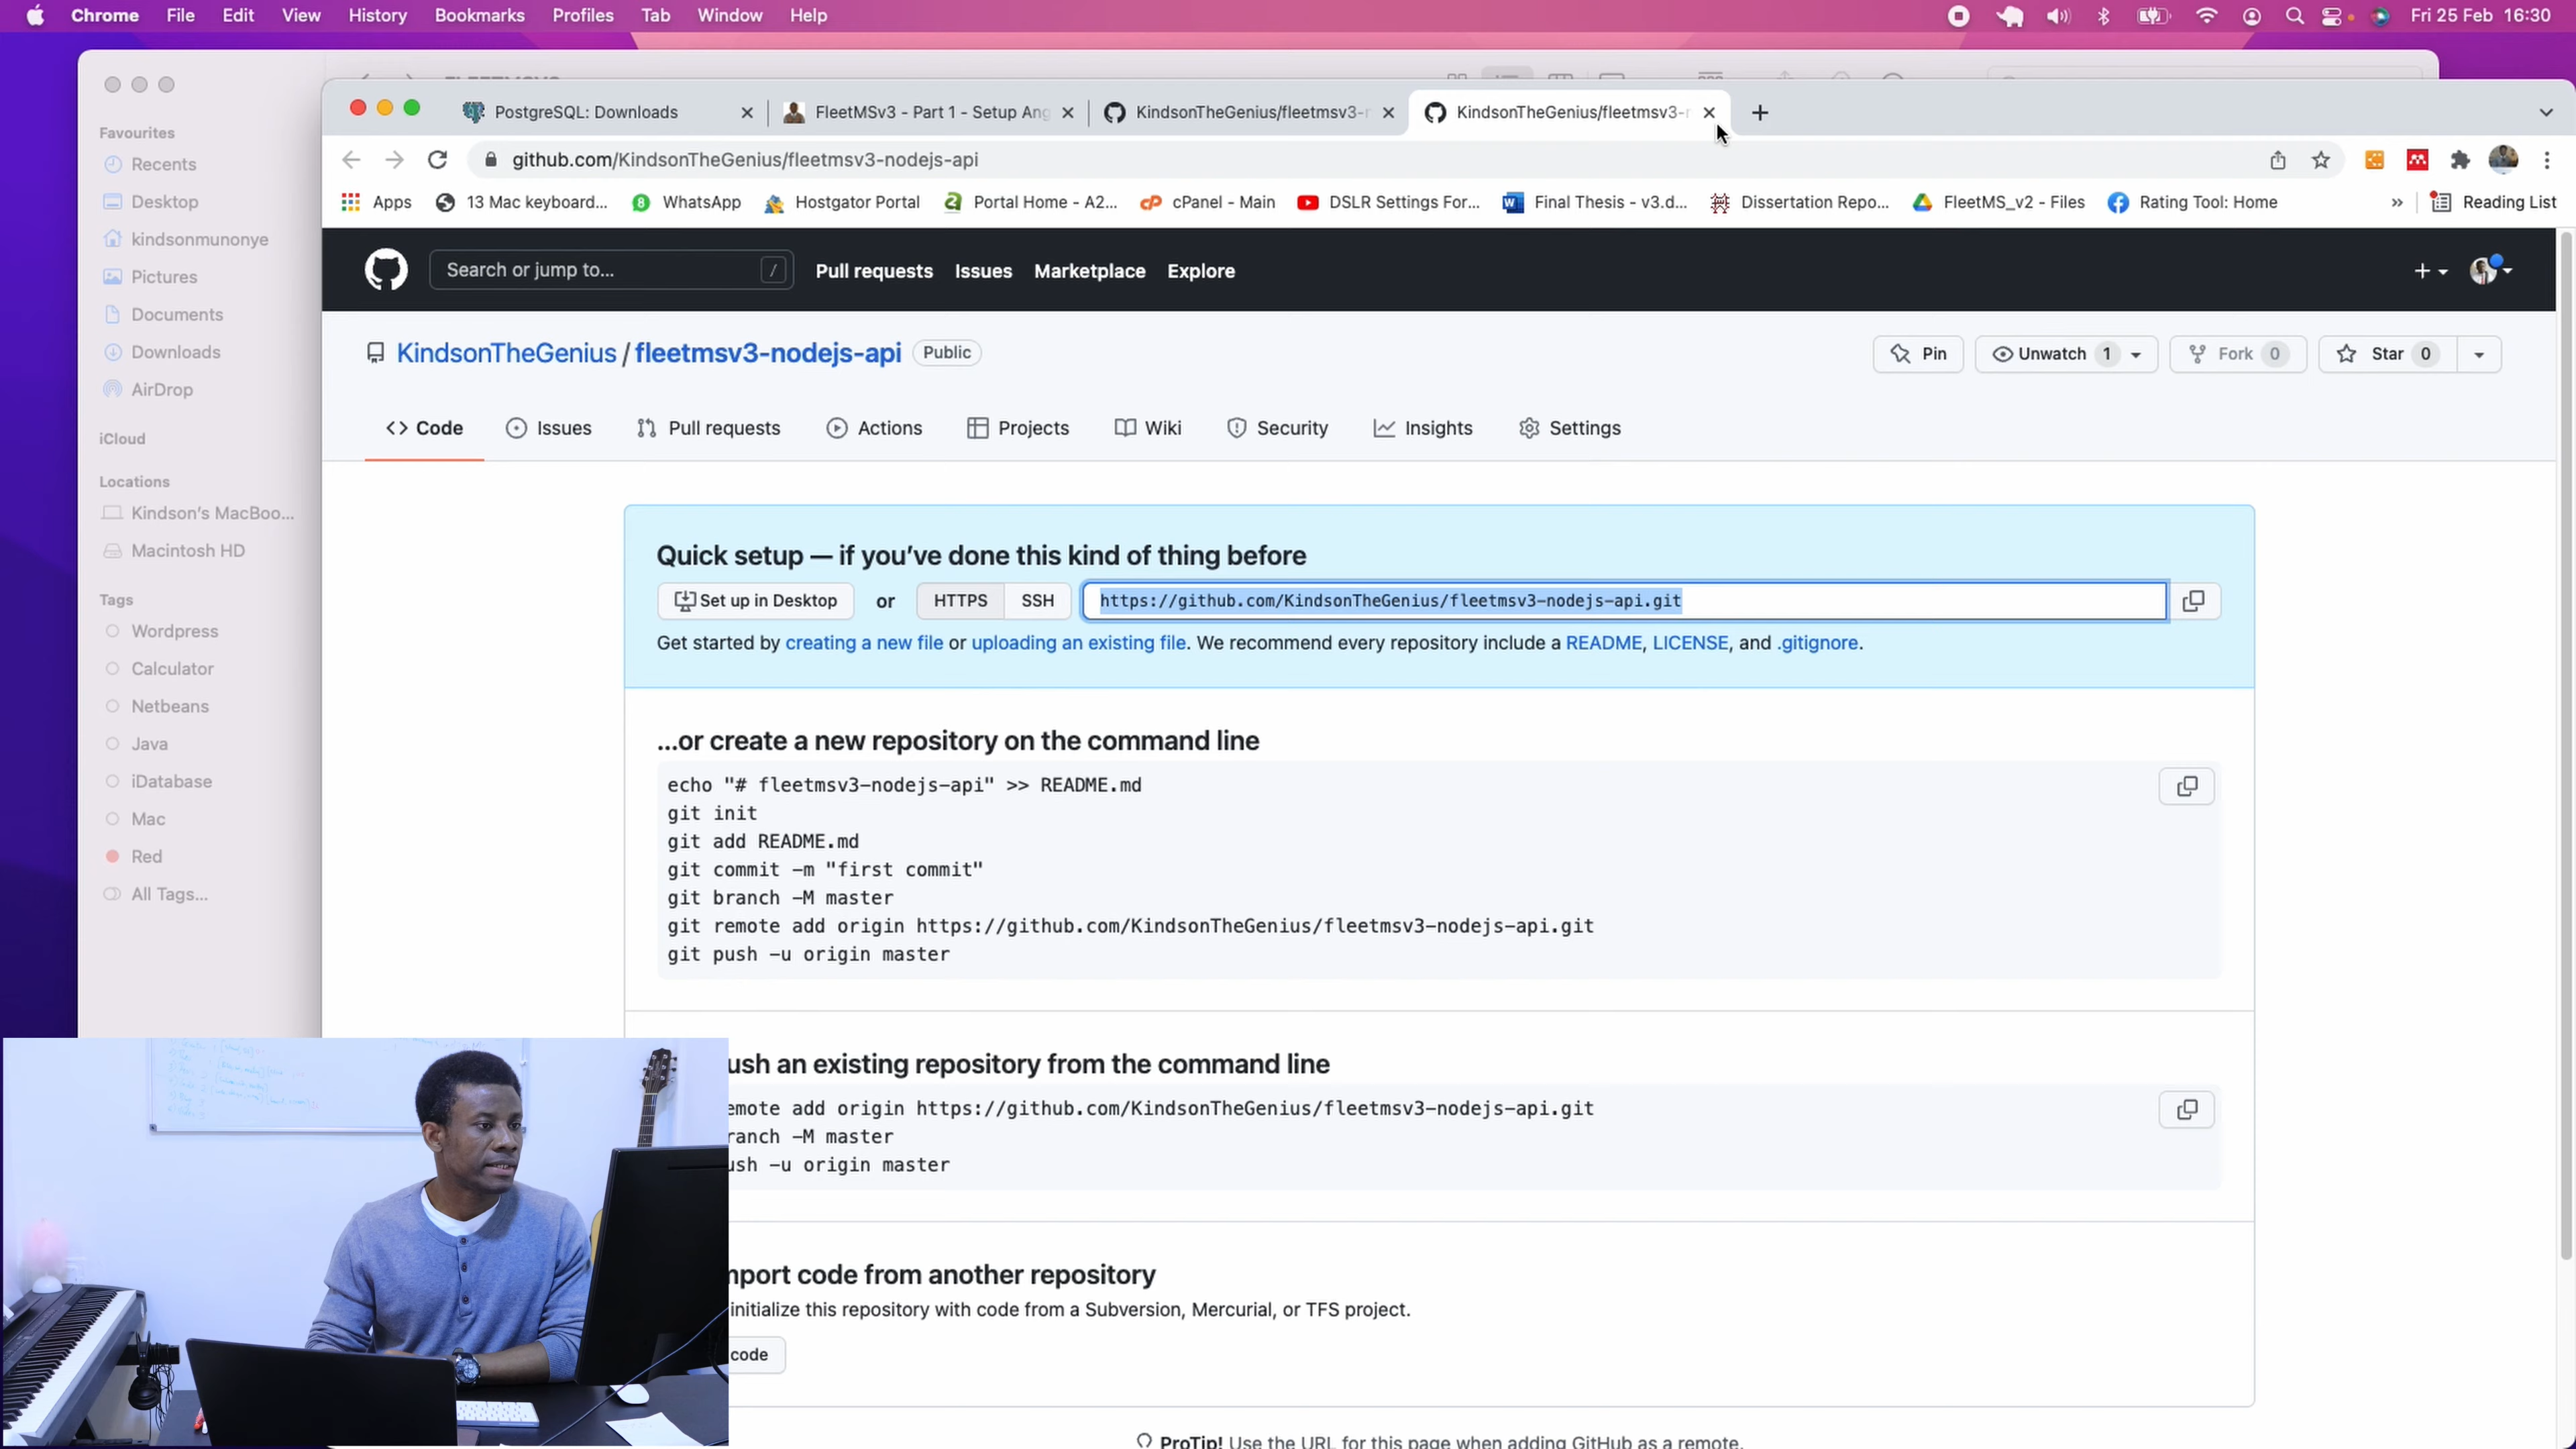 Chrome File Edit View History Bookmarks Profiles Tab Window Help Fri 25 Feb 16:30
PostgreSQL: Downloads FleetMSv3 - Part 1 - Setup Ang KindsonTheGenius/fleetmsv3- KindsonTheGenius/fleetmsv3-
github.com/KindsonTheGenius/fleetmsv3-nodejs-api
Apps 13 Mac keyboard... WhatsApp Hostgator Portal Portal Home - A2... cPanel - Main DSLR Settings For... Final Thesis - v3.d... Dissertation Repo... FleetMS_v2 - Files Rating Tool: Home » Reading List
Favourites
Recents
Desktop
kindsonmunonye
Pictures
Documents
Downloads
AirDrop
iCloud
Locations
Kindson's MacBoo...
Macintosh HD
Tags
Wordpress
Calculator
Netbeans
Java
iDatabase
Mac
Red
All Tags...
Search or jump to... / Pull requests Issues Marketplace Explore
KindsonTheGenius / fleetmsv3-nodejs-api Public Pin Unwatch 1 Fork 0 Star 0
Code Issues Pull requests Actions Projects Wiki Security Insights Settings
Quick setup — if you've done this kind of thing before
Set up in Desktop or HTTPS SSH https://github.com/KindsonTheGenius/fleetmsv3-nodejs-api.git
Get started by creating a new file or uploading an existing file. We recommend every repository include a README, LICENSE, and .gitignore.
...or create a new repository on the command line
echo "# fleetmsv3-nodejs-api" >> README.md
git init
git add README.md
git commit -m "first commit"
git branch -M master
git remote add origin https://github.com/KindsonTheGenius/fleetmsv3-nodejs-api.git
git push -u origin master
ush an existing repository from the command line
emote add origin https://github.com/KindsonTheGenius/fleetmsv3-nodejs-api.git
ranch -M master
ush -u origin master
mport code from another repository
initialize this repository with code from a Subversion, Mercurial, or TFS project.
code
ProTip! Use the URL for this page when adding GitHub as a remote.